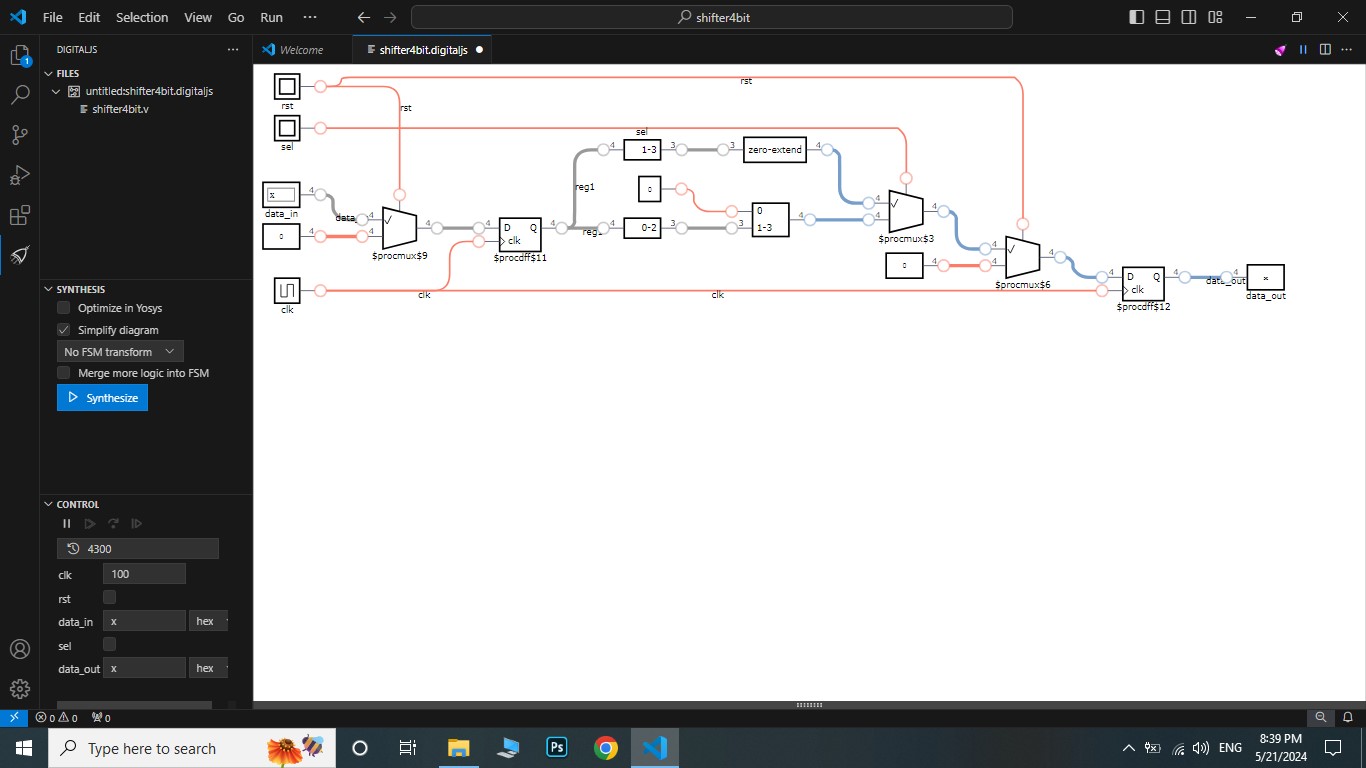 File Edit Selection View Go Run ··· shifter4bit
DIGITALJS ···
Welcome
shifter4bit.digitaljs
FILES
1
untitled:shifter4bit.digitaljs
shifter4bit.v
SYNTHESIS
Optimize in Yosys
Simplify diagram
No FSM transform
Merge more logic into FSM
Synthesize
CONTROL
4300
clk 100
rst
data_in x hex
sel
data_out x hex
rst
rst
rst
sel
sel
4 1-3 3 3 zero-extend 4
reg1
0
x 4
data_in
data_ 4
0 4 4
$procmux$9
4 4 D Q 4
clk
$procdff$11
reg1 4 0-2 3 3
0
1-3
4 4 4 4
$procmux$3
0 4 4 4
$procmux$6
4 4 D Q 4
clk
$procdff$12
data_out 4 x
data_out
clk
clk
clk
0 0 0
Type here to search
Ps
ENG
8:39 PM
5/21/2024